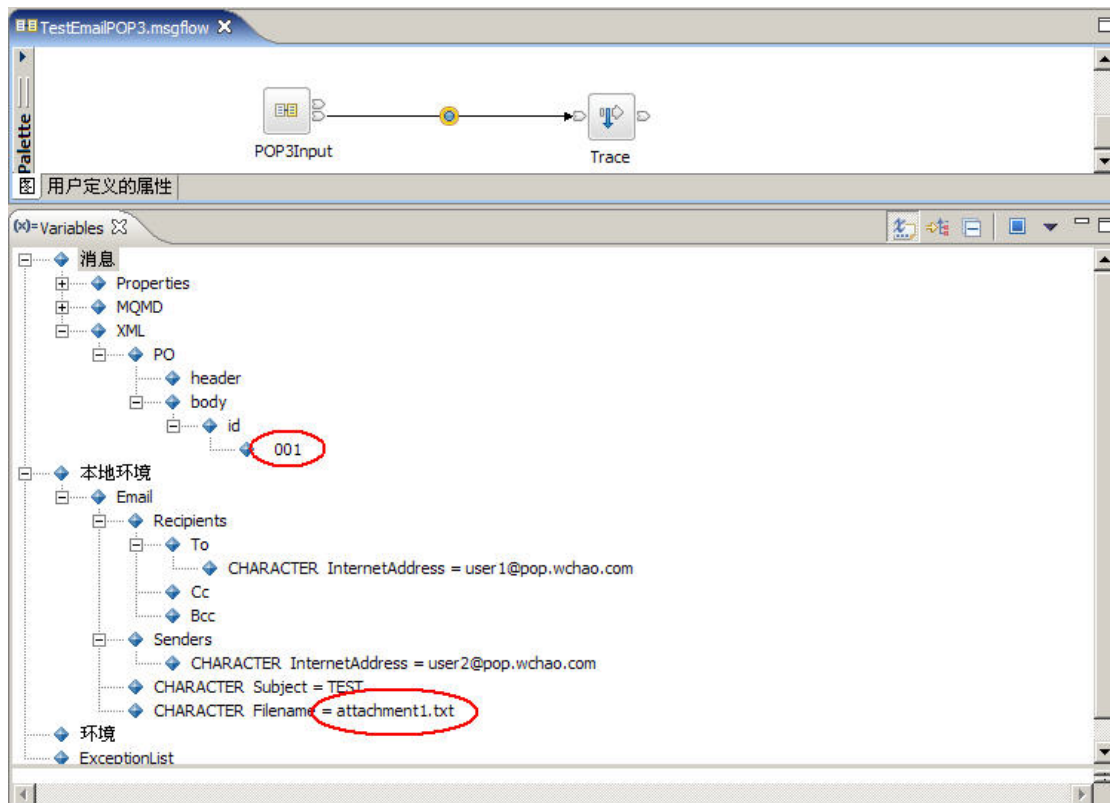 TestEmailPOP3.msgflow
Palette
POP3Input
Trace
图 用户定义的属性
(x)= Variables
消息
Properties
MQMD
XML
PO
header
body
id
001
本地环境
Email
Recipients
To
CHARACTER InternetAddress = user1@pop.wchao.com
Cc
Bcc
Senders
CHARACTER InternetAddress = user2@pop.wchao.com
CHARACTER Subject = TEST
CHARACTER Filename = attachment1.txt
环境
ExceptionList